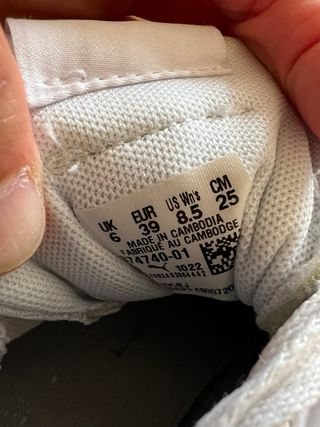 UK EUR US Wn's CM
6 39 8.5 25
MADE IN CAMBODIA
FABRIQUÉ AU CAMBODGE
74740-01
1022